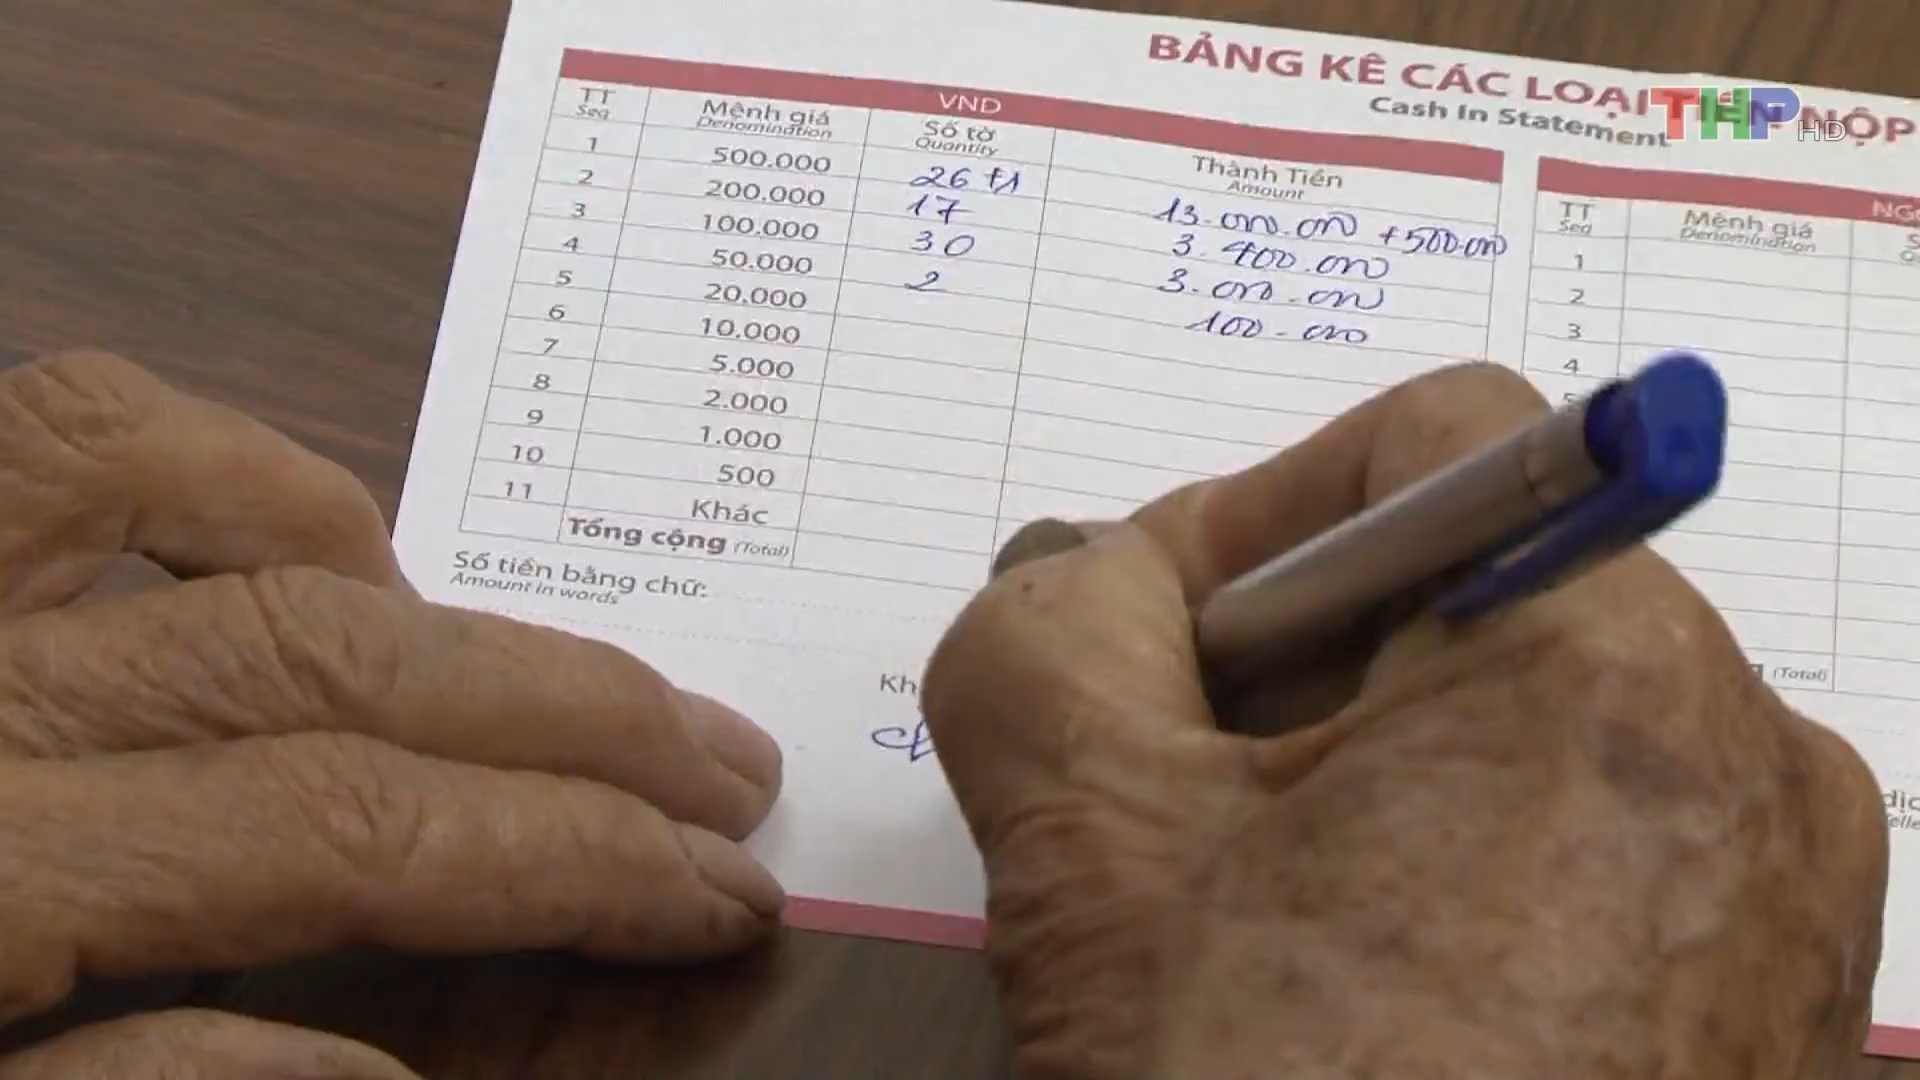 BẢNG KÊ CÁC LOẠI TIỀN NỘP
Cash In Statement
THP HD
VND
TT Mệnh giá Số tờ Thành Tiền
Seq Denomination Quantity Amount
1 500.000 26 +1 13.000.000 +500.000
2 200.000 17 3.400.000
3 100.000 30 3.000.000
4 50.000 2 100.000
5 20.000
6 10.000
7 5.000
8 2.000
9 1.000
10 500
11 Khác
Tổng cộng (Total)
Số tiền bằng chữ:
Amount in words
Kh
TT Mệnh giá
Seq Denomination
1
2
3
4
(Total)